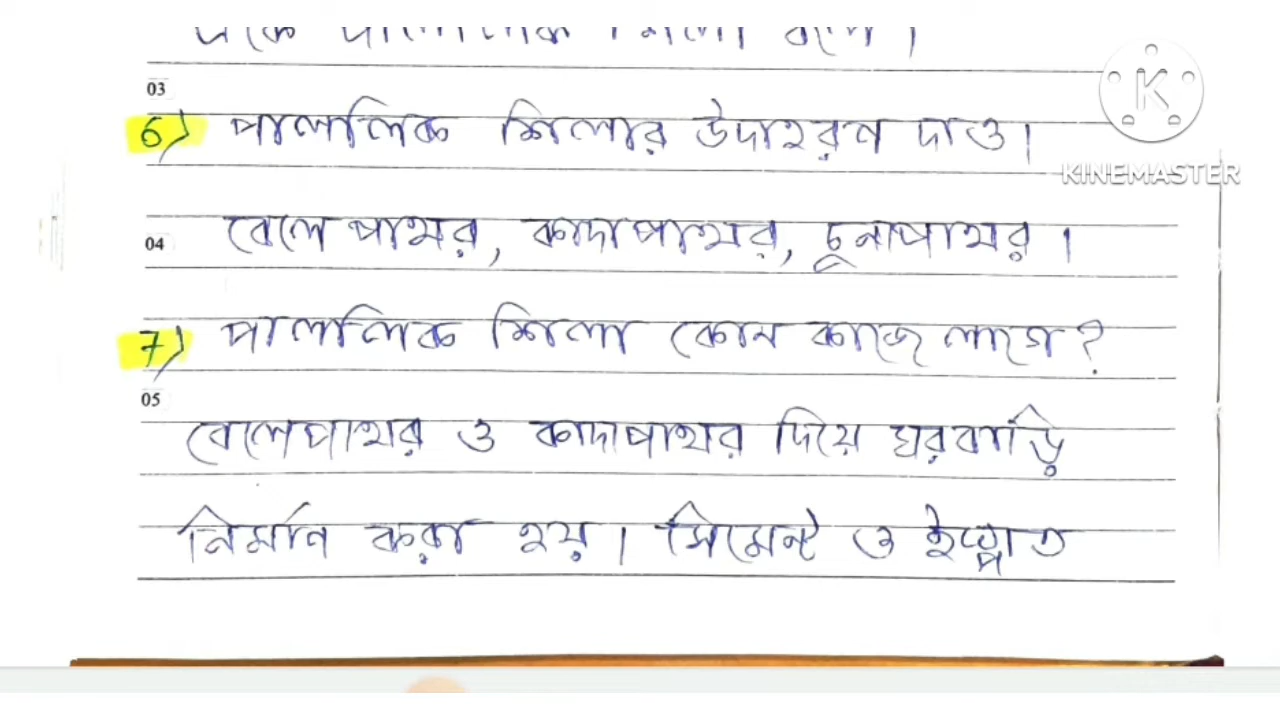 শিলা বলে।
03
6) পাললিক শিলার উদাহরণ দাও।
KINEMASTER
04 বেলেপাথর, কাদাপাথর, চুনাপাথর।
7) পাললিক শিলা কোন কাজে লাগে?
05
বেলেপাথর ও কাদাপাথর দিয়ে ঘরবাড়ি
নির্মান করা হয়। সিমেন্ট ও ইস্পাত